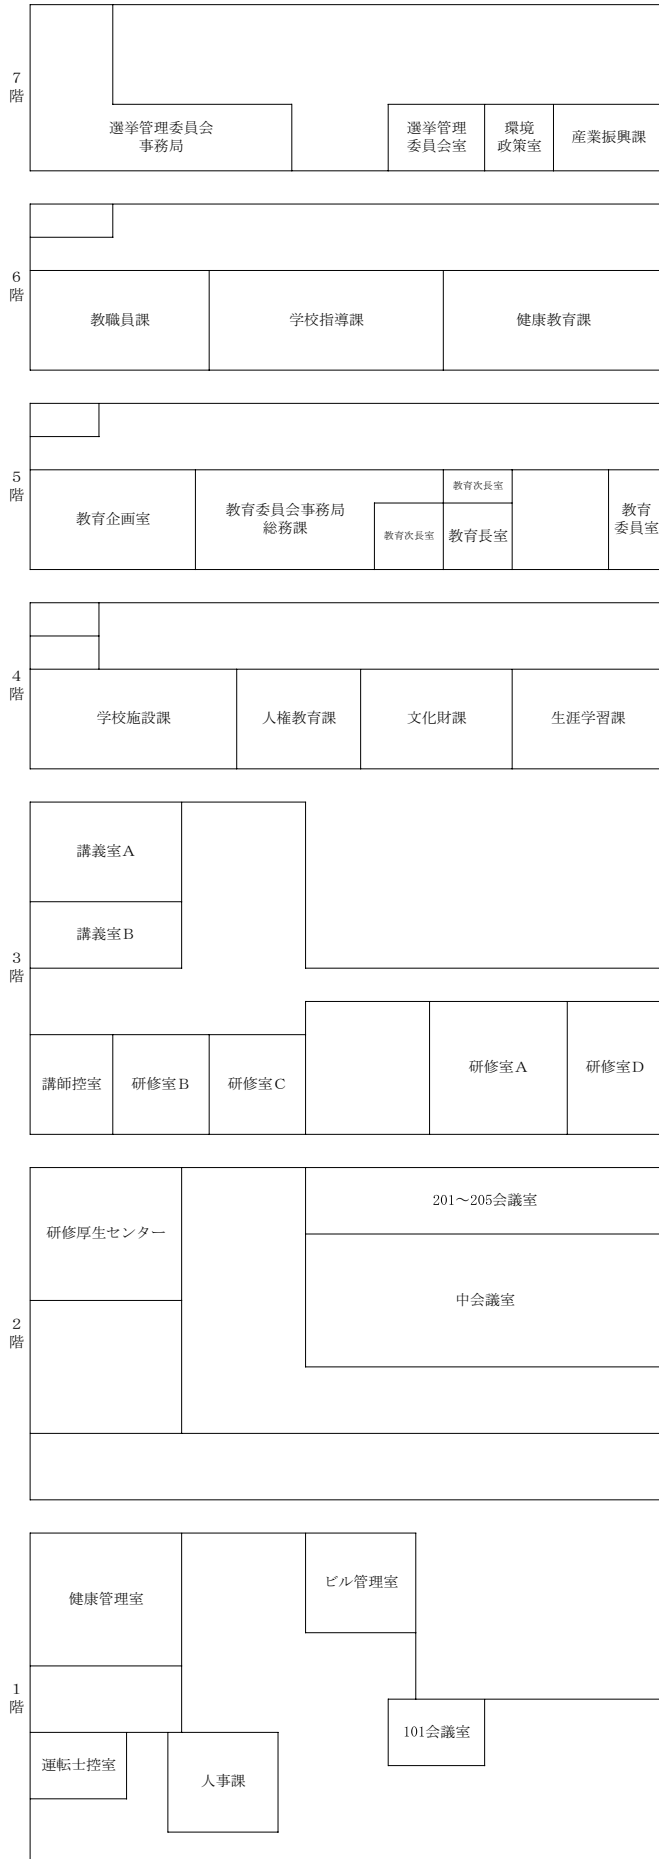 7
階
選挙管理委員会
事務局
選挙管理
委員会室
環境
政策室
産業振興課
6
階
教職員課
学校指導課
健康教育課
5
階
教育企画室
教育委員会事務局
総務課
教育次長室
教育次長室
教育長室
教育
委員室
4
階
学校施設課
人権教育課
文化財課
生涯学習課
3
階
講義室A
講義室B
講師控室
研修室B
研修室C
研修室A
研修室D
2
階
研修厚生センター
201～205会議室
中会議室
1
階
健康管理室
ビル管理室
101会議室
運転士控室
人事課